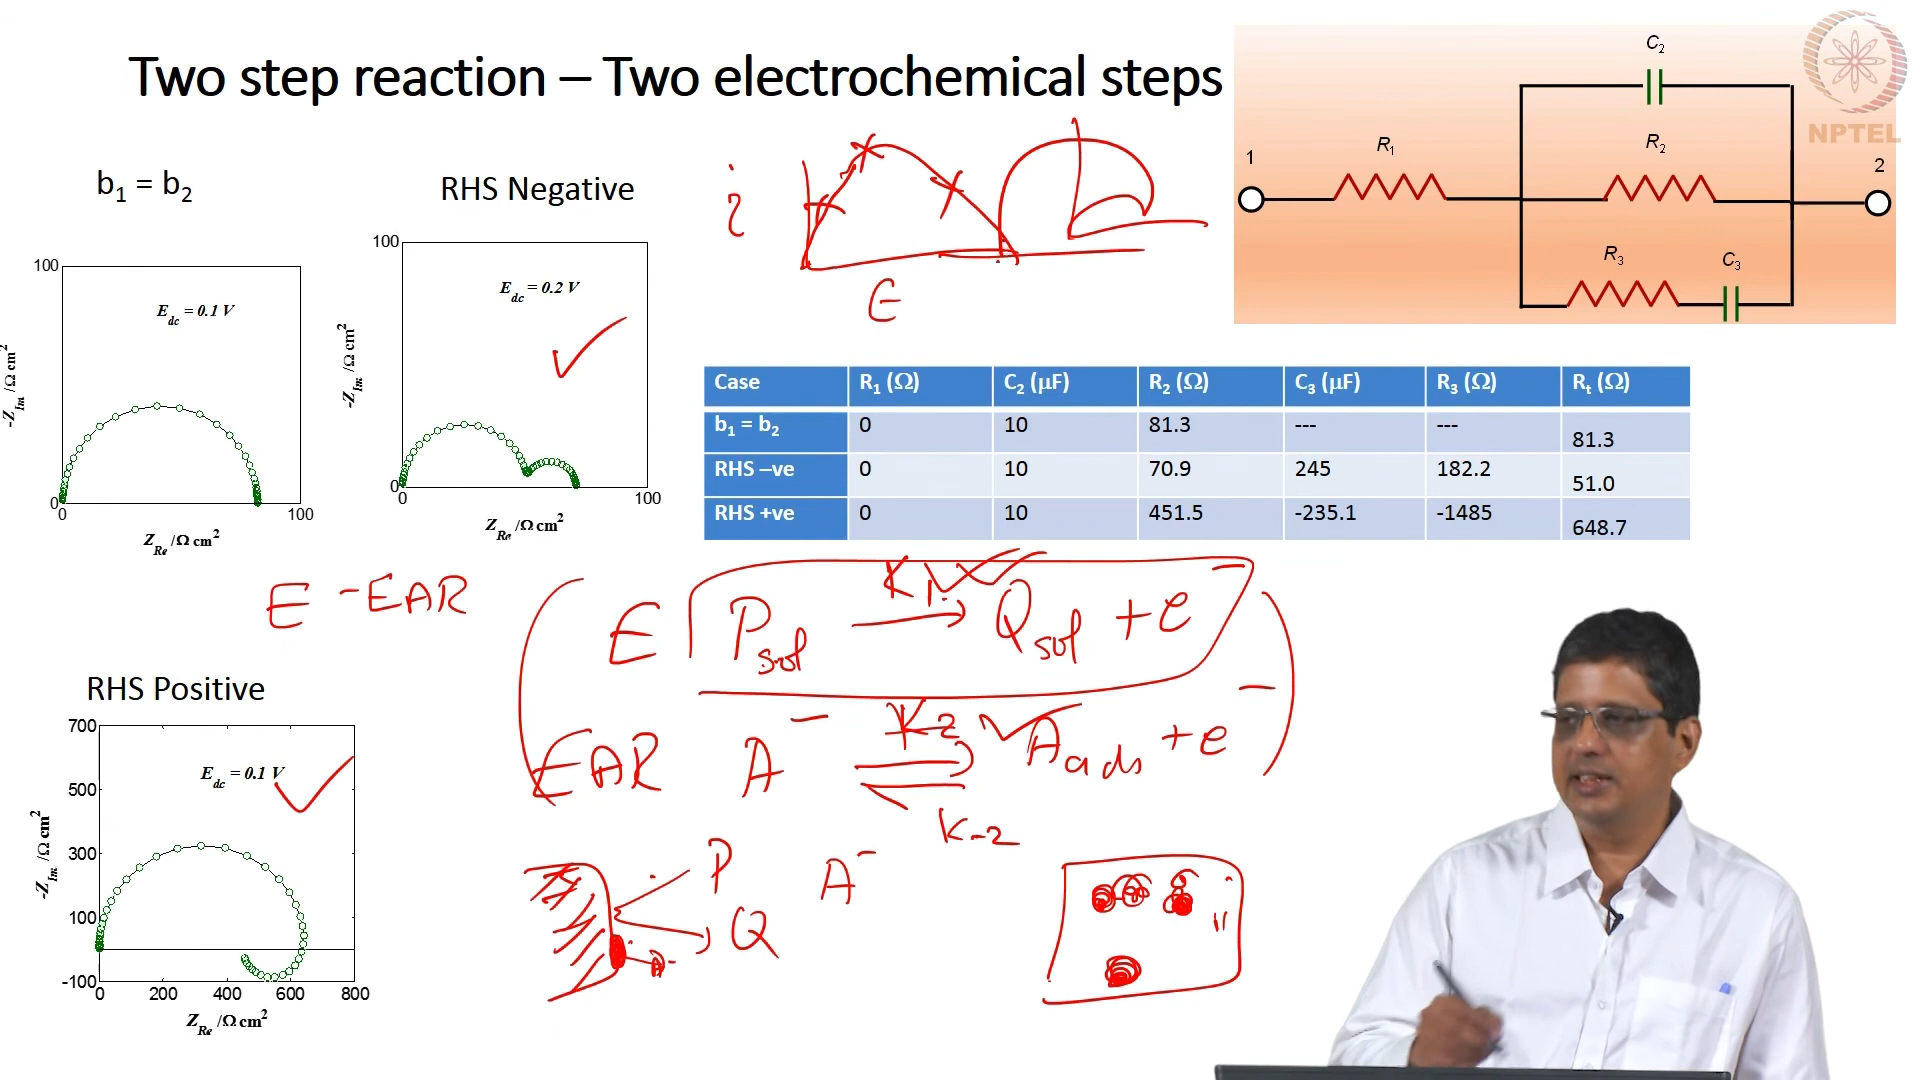 Two step reaction – Two electrochemical steps
NPTEL
b1 = b2
RHS Negative
100
Edc = 0.1 V
-ZIm /Ω cm²
0
0
100
ZRe /Ω cm²
100
Edc = 0.2 V
-ZIm /Ω cm²
0
0
100
ZRe /Ω cm²
i
E
1
R1
C2
R2
R3
C3
2
Case R1 (Ω) C2 (μF) R2 (Ω) C3 (μF) R3 (Ω) Rt (Ω)
b1 = b2 0 10 81.3 --- --- 81.3
RHS –ve 0 10 70.9 245 182.2 51.0
RHS +ve 0 10 451.5 -235.1 -1485 648.7
E-EAR
E Psol K1 → Qsol + e-
EAR A- K2 ⇌ K-2 Aads + e-
RHS Positive
700
500
300
100
-100
Edc = 0.1 V
-ZIm /Ω cm²
0
200
400
600
800
ZRe /Ω cm²
P
Q
A-